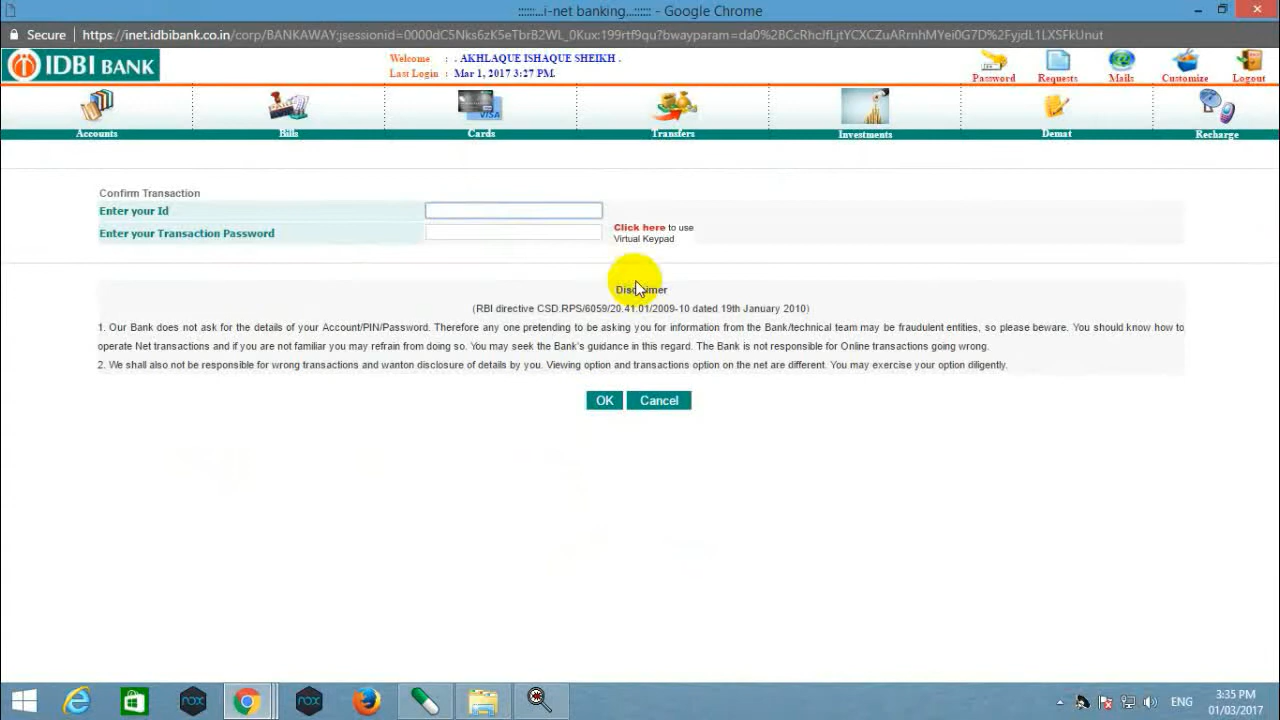 ::::::...i-net banking...:::::: - Google Chrome
Secure https://inet.idbibank.co.in/corp/BANKAWAY;jsessionid=0000dC5Nks6zK5eTbrB2WL_0Kux:199rtf9qu?bwayparam=da0%2BCcRhcIfLjtYCXCZuARmhMYei0G7D%2FyjdL1LXSFkUnut
IDBI BANK
Welcome : . AKHLAQUE ISHAQUE SHEIKH .
Last Login : Mar 1, 2017 3:27 PM.
Password Requests Mails Customize Logout
VISA
Accounts Bills Cards Transfers Investments Demat Recharge
Confirm Transaction
Enter your Id
Enter your Transaction Password
Click here to use
Virtual Keypad
Disclaimer
(RBI directive CSD.RPS/6059/20.41.01/2009-10 dated 19th January 2010)
1. Our Bank does not ask for the details of your Account/PIN/Password. Therefore any one pretending to be asking you for information from the Bank/technical team may be fraudulent entities, so please beware. You should know how to
operate Net transactions and if you are not familiar you may refrain from doing so. You may seek the Bank's guidance in this regard. The Bank is not responsible for Online transactions going wrong.
2. We shall also not be responsible for wrong transactions and wanton disclosure of details by you. Viewing option and transactions option on the net are different. You may exercise your option diligently.
OK Cancel
nox nox
ENG
3:35 PM
01/03/2017